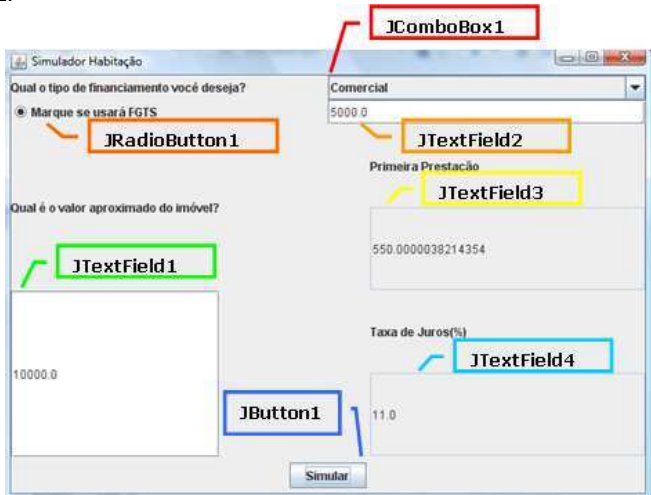 JComboBox1
Simulador Habitação
Qual o tipo de financiamento você deseja?
Comercial
Marque se usará FGTS
5000.0
JRadioButton1
JTextField2
Primeira Prestação
JTextField3
Qual é o valor aproximado do imóvel?
550.0000038214354
JTextField1
Taxa de Juros(%)
JTextField4
10000.0
JButton1
11.0
Simular